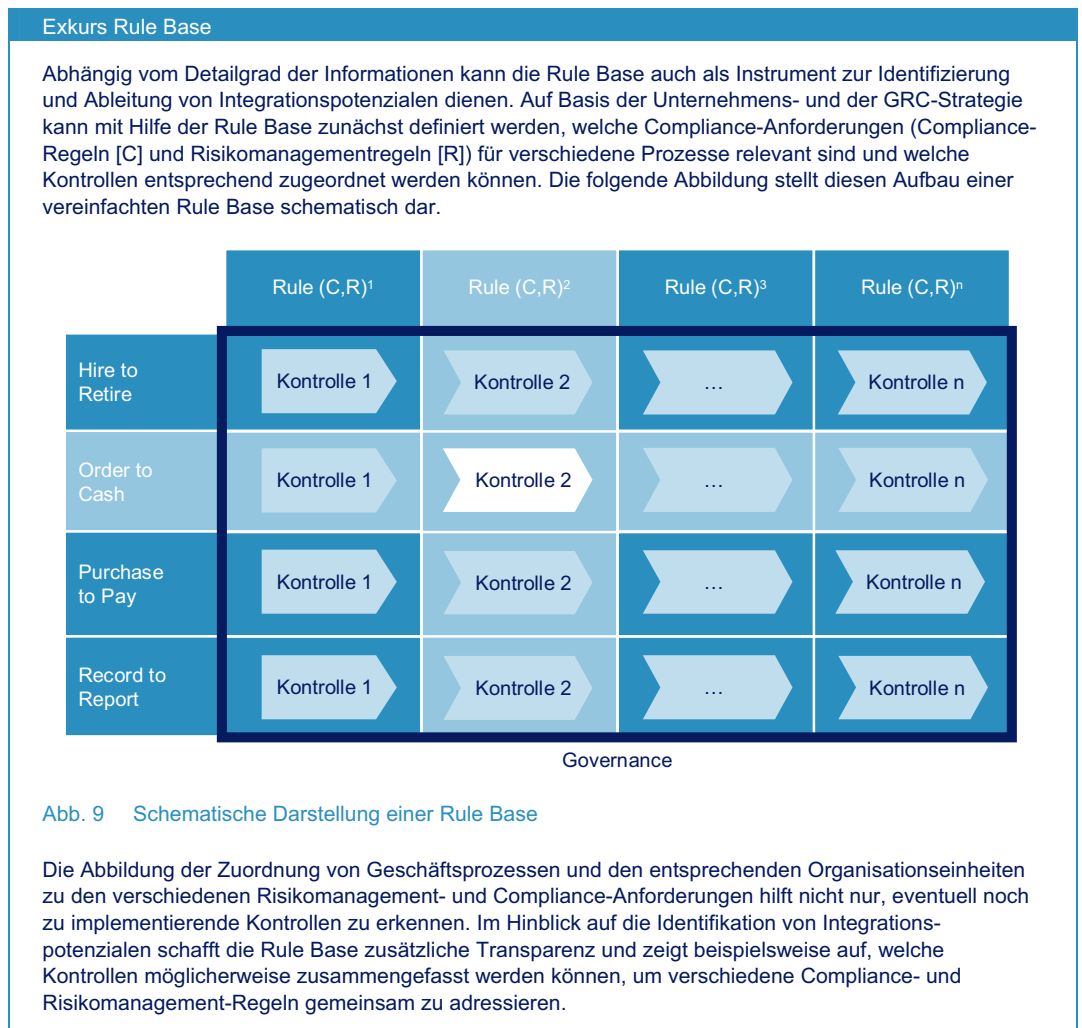 Exkurs Rule Base
Abhängig vom Detailgrad der Informationen kann die Rule Base auch als Instrument zur Identifizierung
und Ableitung von Integrationspotenzialen dienen. Auf Basis der Unternehmens- und der GRC-Strategie
kann mit Hilfe der Rule Base zunächst definiert werden, welche Compliance-Anforderungen (Compliance-
Regeln [C] und Risikomanagementregeln [R]) für verschiedene Prozesse relevant sind und welche
Kontrollen entsprechend zugeordnet werden können. Die folgende Abbildung stellt diesen Aufbau einer
vereinfachten Rule Base schematisch dar.
Rule (C,R)¹ Rule (C,R)² Rule (C,R)³ Rule (C,R)ⁿ
Hire to
Retire
Kontrolle 1 Kontrolle 2 … Kontrolle n
Order to
Cash
Kontrolle 1 Kontrolle 2 … Kontrolle n
Purchase
to Pay
Kontrolle 1 Kontrolle 2 … Kontrolle n
Record to
Report
Kontrolle 1 Kontrolle 2 … Kontrolle n
Governance
Abb. 9 Schematische Darstellung einer Rule Base
Die Abbildung der Zuordnung von Geschäftsprozessen und den entsprechenden Organisationseinheiten
zu den verschiedenen Risikomanagement- und Compliance-Anforderungen hilft nicht nur, eventuell noch
zu implementierende Kontrollen zu erkennen. Im Hinblick auf die Identifikation von Integrations-
potenzialen schafft die Rule Base zusätzliche Transparenz und zeigt beispielsweise auf, welche
Kontrollen möglicherweise zusammengefasst werden können, um verschiedene Compliance- und
Risikomanagement-Regeln gemeinsam zu adressieren.